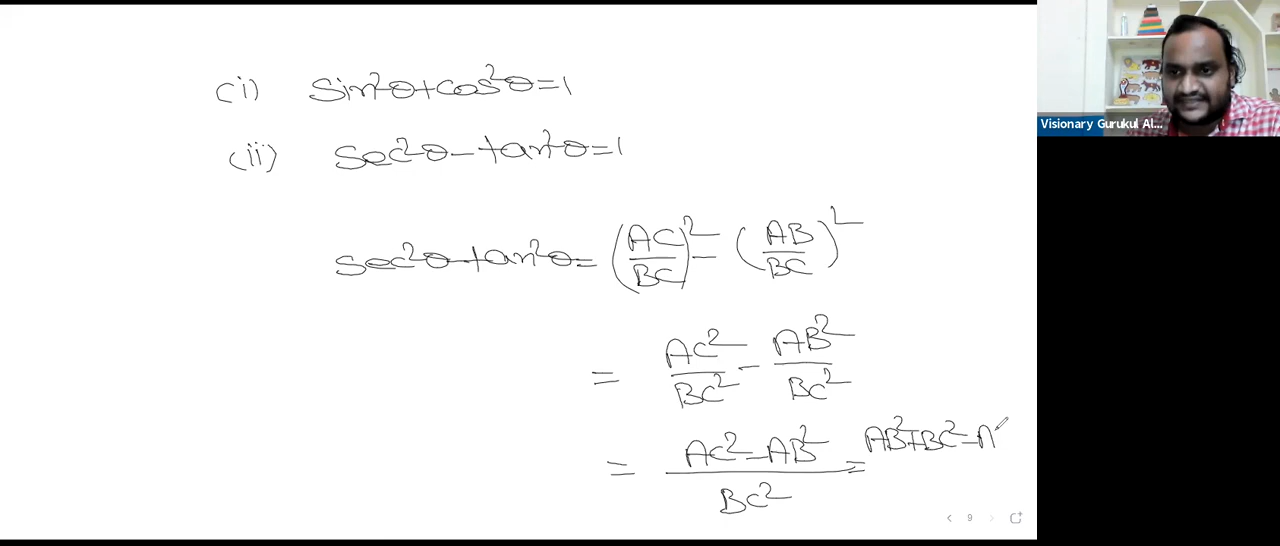 (i) sin²θ+cos²θ=1
(ii) sec²θ-tan²θ=1
sec²θ-tan²θ= (AC/BC)² - (AB/BC)²
= AC²/BC² - AB²/BC²
= AC²-AB²/BC² = AB²+BC²-A
Visionary Gurukul Al...
9